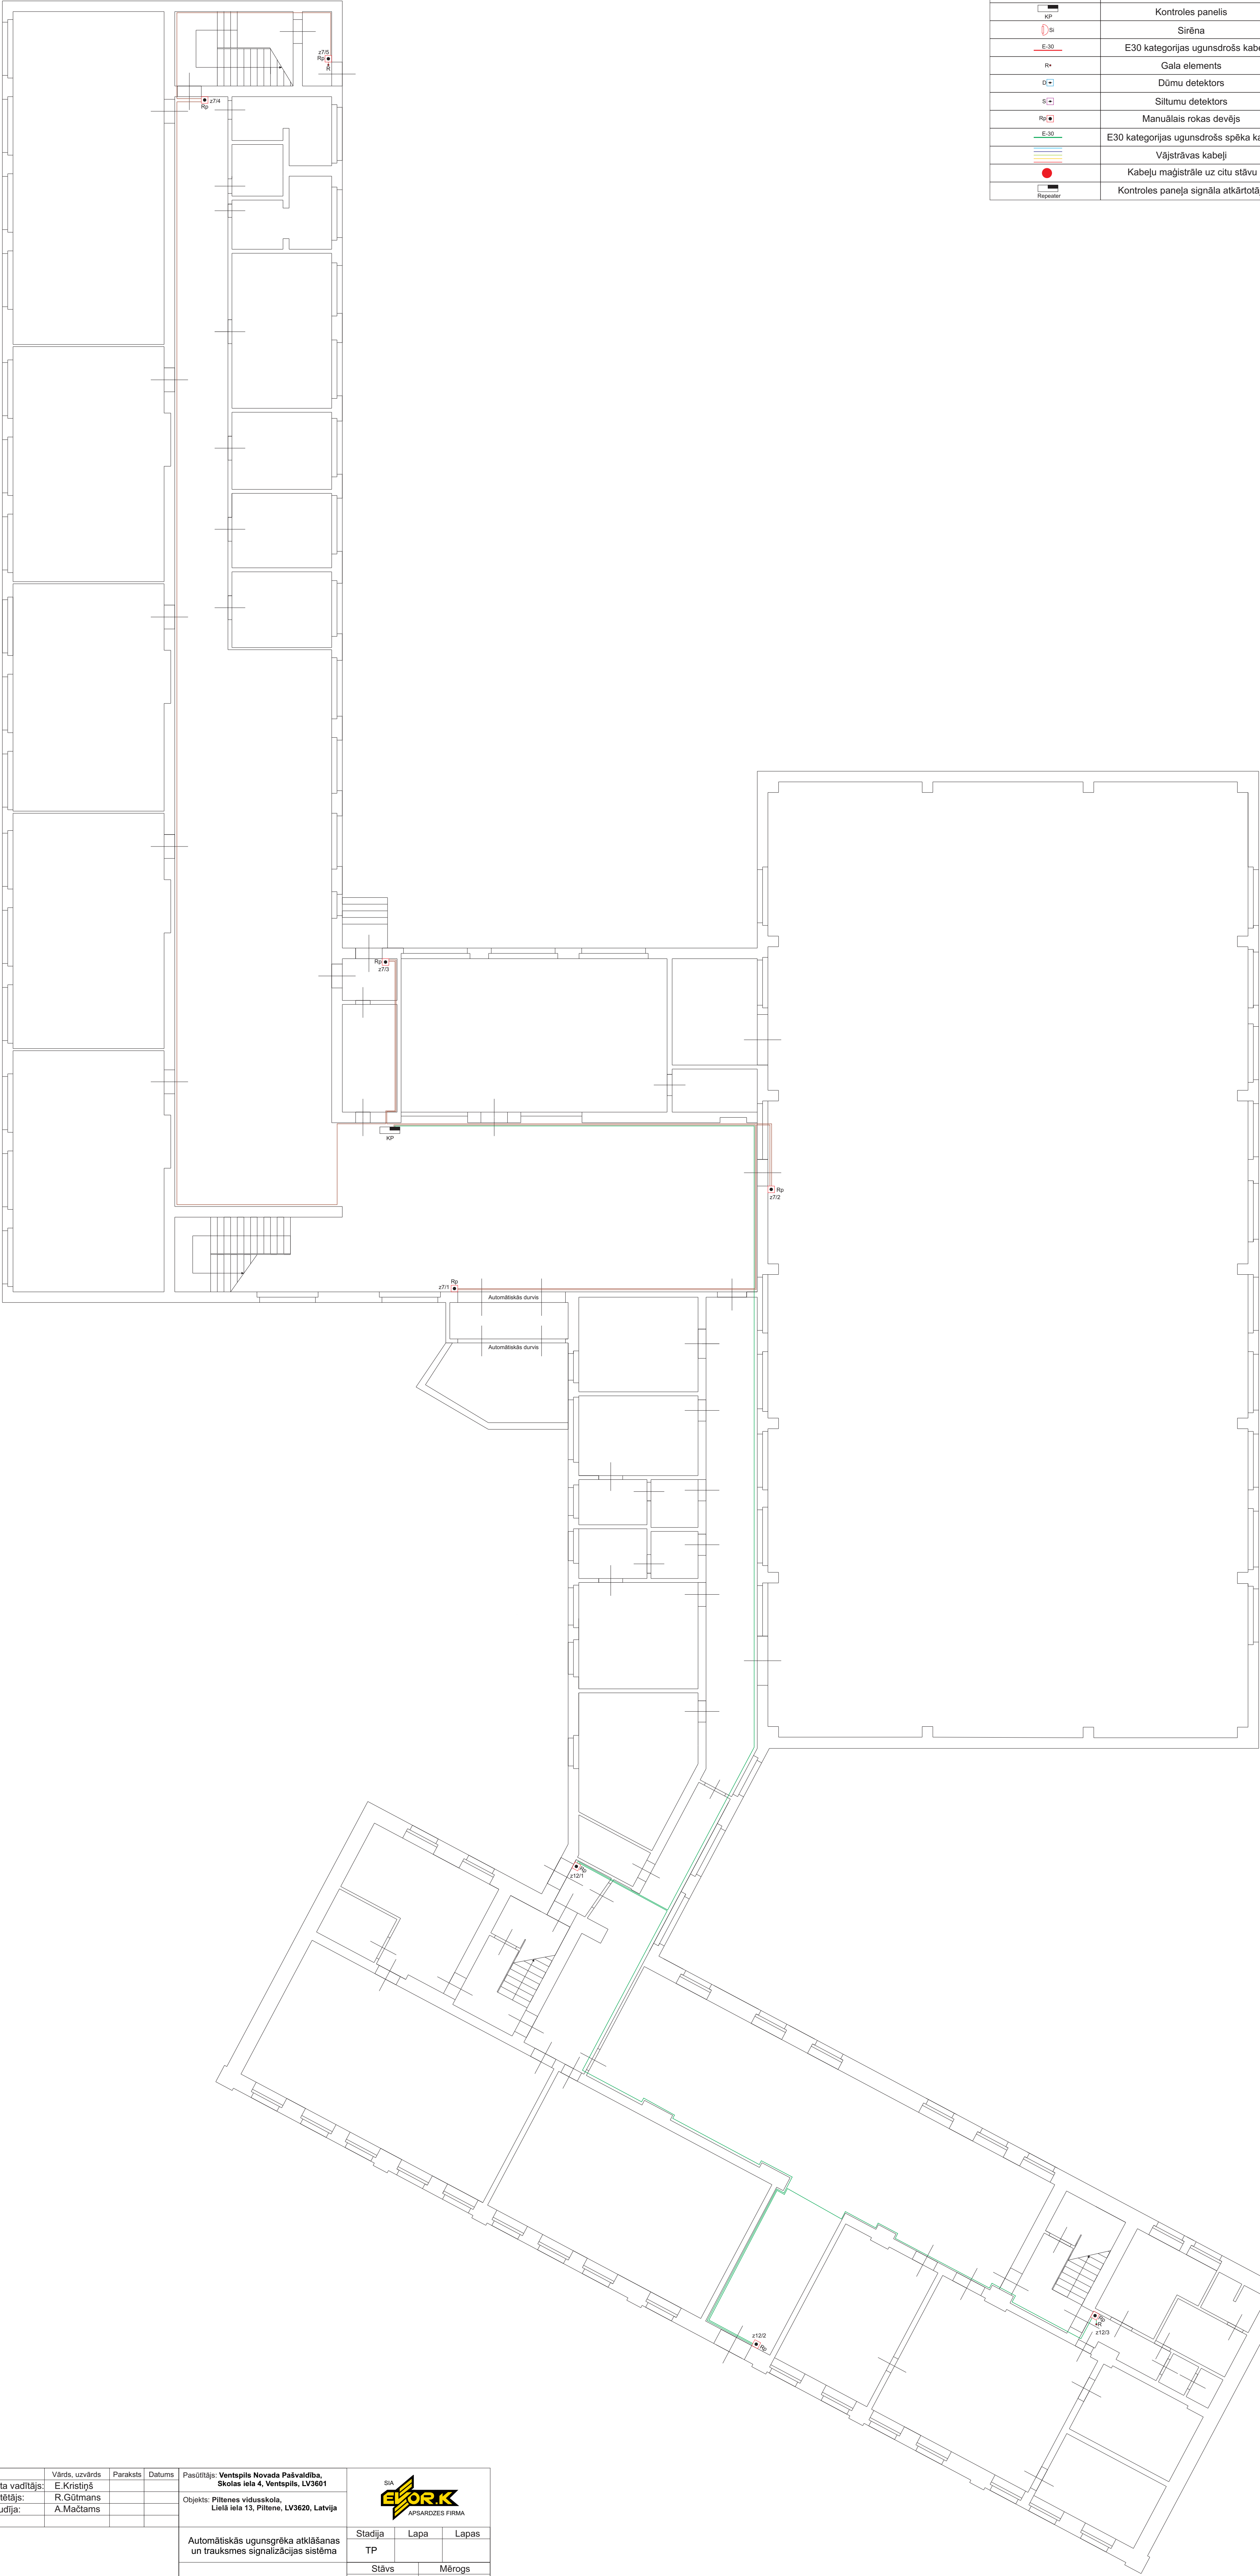 KP
Kontroles panelis
Si
Sirēna
E-30
E30 kategorijas ugunsdrošs kabe
R
Gala elements
D
Dūmu detektors
S
Siltumu detektors
Rp
Manuālais rokas devējs
E-30
E30 kategorijas ugunsdrošs spēka ka
Vājstrāvas kabeļi
Kabeļu maģistrāle uz citu stāvu
Repeater
Kontroles paneļa signāla atkārtotāj
z7/5
Rp
R
z7/4
Rp
Rp
z7/3
KP
Rp
z7/2
Rp
z7/1
Automātiskās durvis
Automātiskās durvis
Rp
z12/1
z12/2
Rp
Rp
R
z12/3
Vārds, uzvārds Paraksts Datums
ta vadītājs: E.Kristiņš
tētājs: R.Gūtmans
udīja: A.Mačtams
Pasūtītājs: Ventspils Novada Pašvaldība,
Skolas iela 4, Ventspils, LV3601
Objekts: Piltenes vidusskola,
Lielā iela 13, Piltene, LV3620, Latvija
SIA
EVOR.K
APSARDZES FIRMA
Automātiskās ugunsgrēka atklāšanas
un trauksmes signalizācijas sistēma
Stadija Lapa Lapas
TP
Stāvs Mērogs